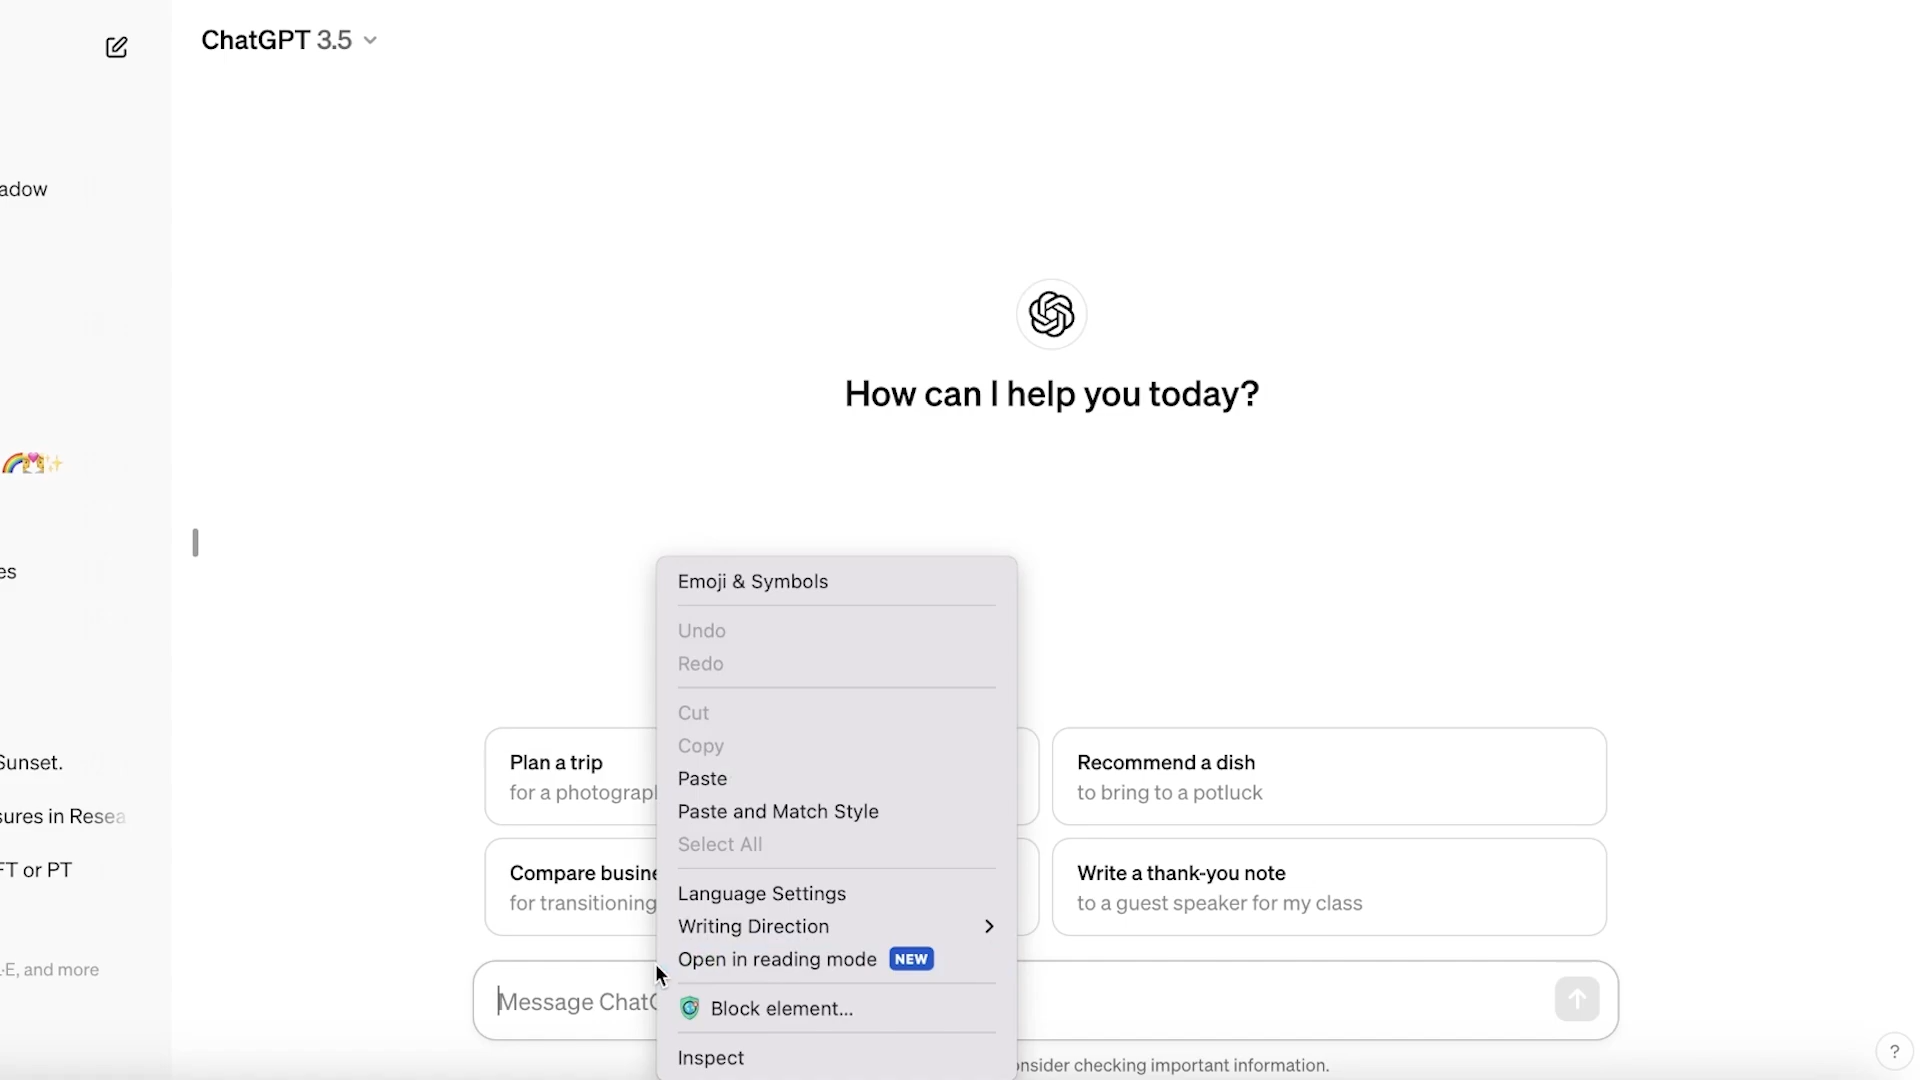 ChatGPT 3.5
adow
How can I help you today?
es
Sunset.
sures in Resea
FT or PT
-E, and more
Emoji & Symbols
Undo
Redo
Cut
Copy
Paste
Paste and Match Style
Select All
Language Settings
Writing Direction
Open in reading mode NEW
Block element...
Inspect
Plan a trip
for a photograp
Recommend a dish
to bring to a potluck
Compare busine
for transitioning
Write a thank-you note
to a guest speaker for my class
Message Chat
nsider checking important information.
?